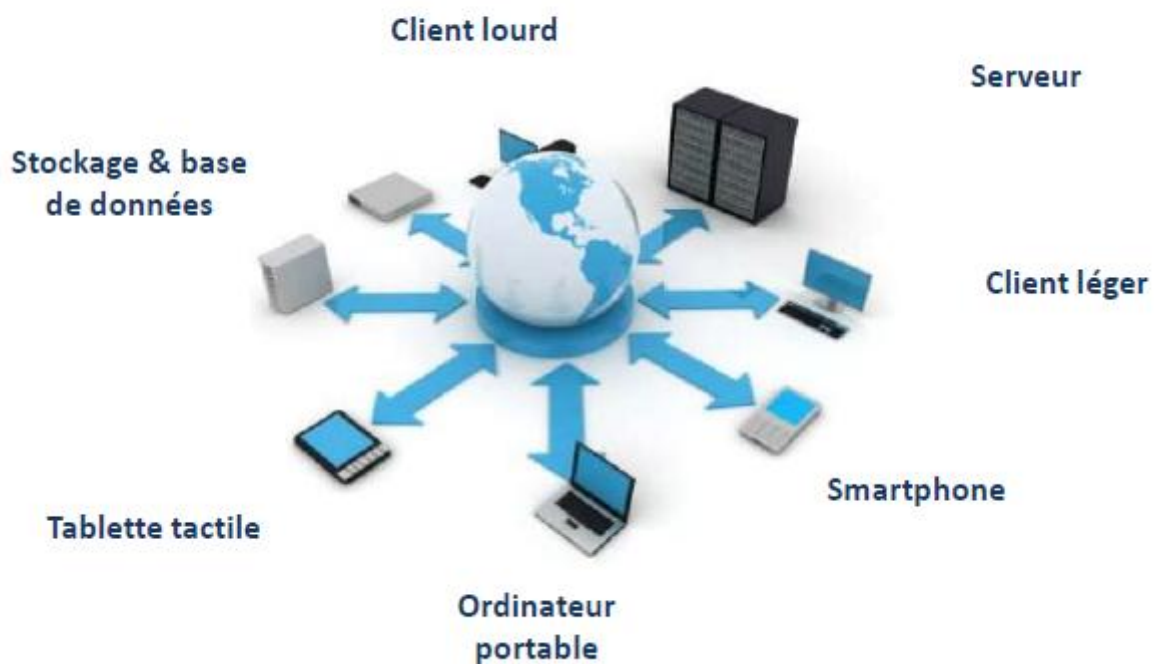 Client lourd
Serveur
Stockage & base
de données
Client léger
Smartphone
Tablette tactile
Ordinateur
portable